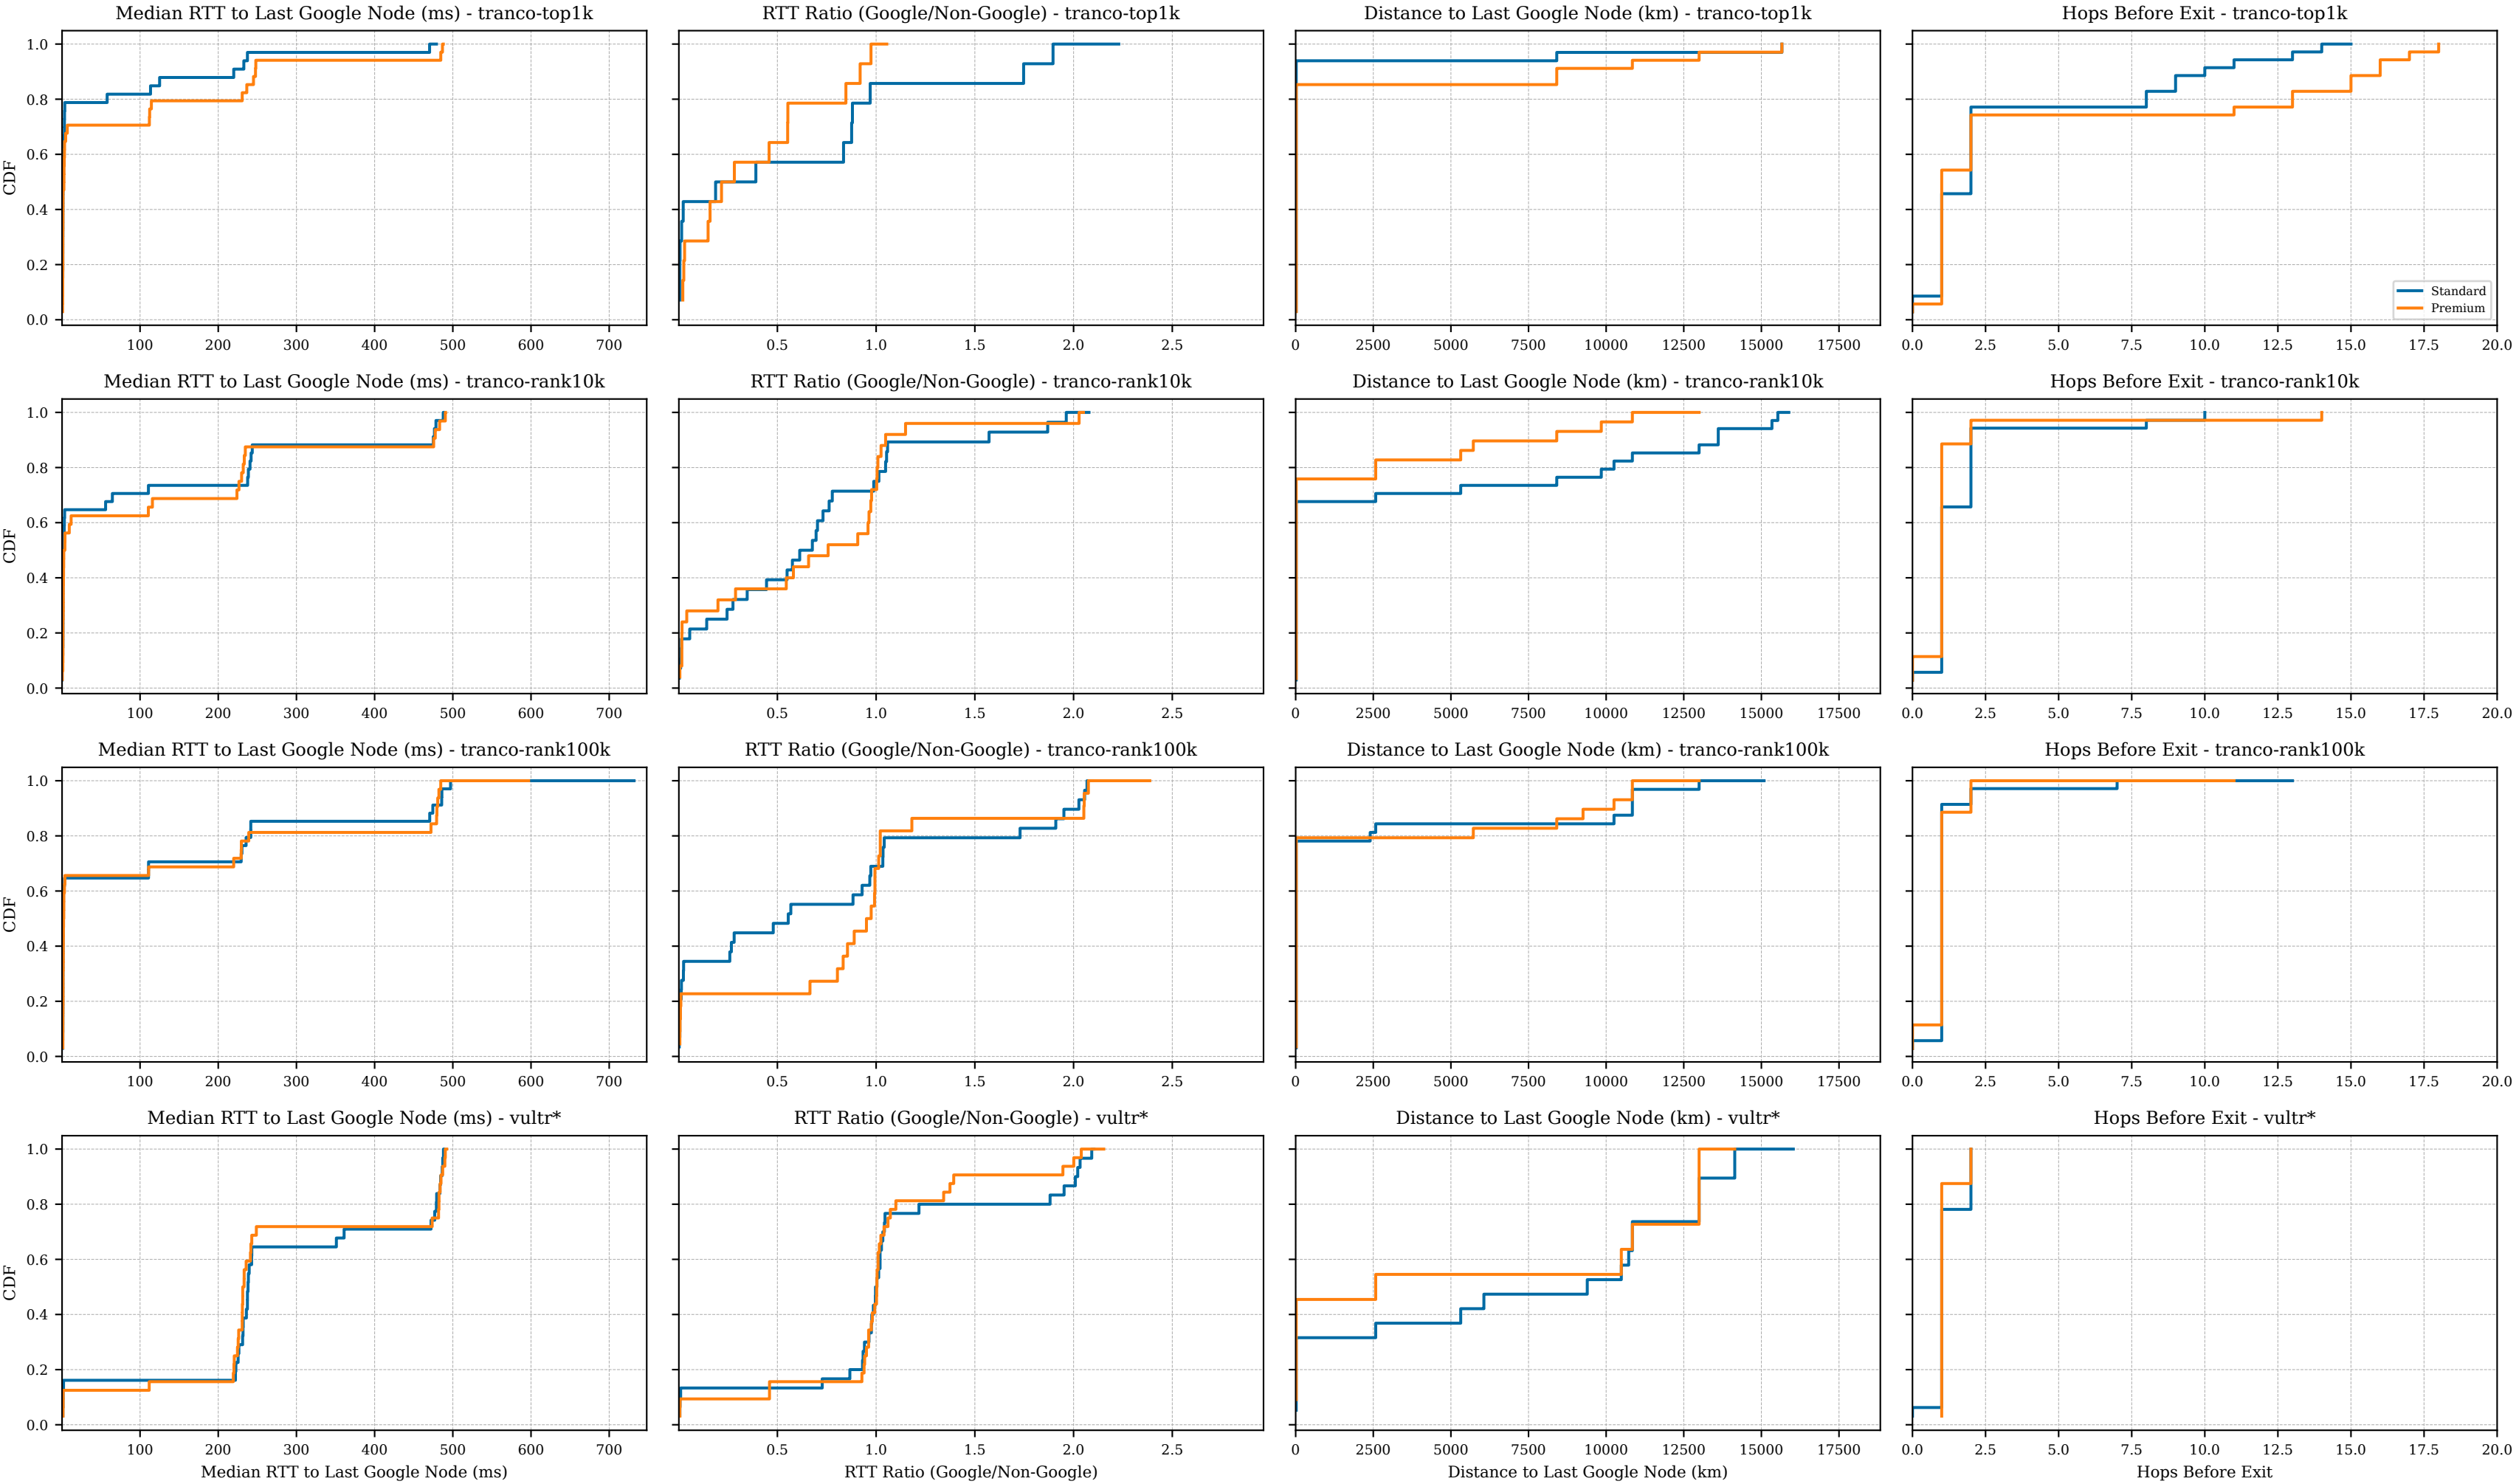 Median RTT to Last Google Node (ms) - tranco-top1k
RTT Ratio (Google/Non-Google) - tranco-top1k
Distance to Last Google Node (km) - tranco-top1k
Hops Before Exit - tranco-top1k
1.0
0.8
0.6
0.4
0.2
0.0
CDF
Standard
Premium
100 200 300 400 500 600 700
0.5 1.0 1.5 2.0 2.5
0 2500 5000 7500 10000 12500 15000 17500
0.0 2.5 5.0 7.5 10.0 12.5 15.0 17.5 20.0
Median RTT to Last Google Node (ms) - tranco-rank10k
RTT Ratio (Google/Non-Google) - tranco-rank10k
Distance to Last Google Node (km) - tranco-rank10k
Hops Before Exit - tranco-rank10k
1.0
0.8
0.6
0.4
0.2
0.0
CDF
100 200 300 400 500 600 700
0.5 1.0 1.5 2.0 2.5
0 2500 5000 7500 10000 12500 15000 17500
0.0 2.5 5.0 7.5 10.0 12.5 15.0 17.5 20.0
Median RTT to Last Google Node (ms) - tranco-rank100k
RTT Ratio (Google/Non-Google) - tranco-rank100k
Distance to Last Google Node (km) - tranco-rank100k
Hops Before Exit - tranco-rank100k
1.0
0.8
0.6
0.4
0.2
0.0
CDF
100 200 300 400 500 600 700
0.5 1.0 1.5 2.0 2.5
0 2500 5000 7500 10000 12500 15000 17500
0.0 2.5 5.0 7.5 10.0 12.5 15.0 17.5 20.0
Median RTT to Last Google Node (ms) - vultr*
RTT Ratio (Google/Non-Google) - vultr*
Distance to Last Google Node (km) - vultr*
Hops Before Exit - vultr*
1.0
0.8
0.6
0.4
0.2
0.0
CDF
100 200 300 400 500 600 700
0.5 1.0 1.5 2.0 2.5
0 2500 5000 7500 10000 12500 15000 17500
0.0 2.5 5.0 7.5 10.0 12.5 15.0 17.5 20.0
Median RTT to Last Google Node (ms)
RTT Ratio (Google/Non-Google)
Distance to Last Google Node (km)
Hops Before Exit